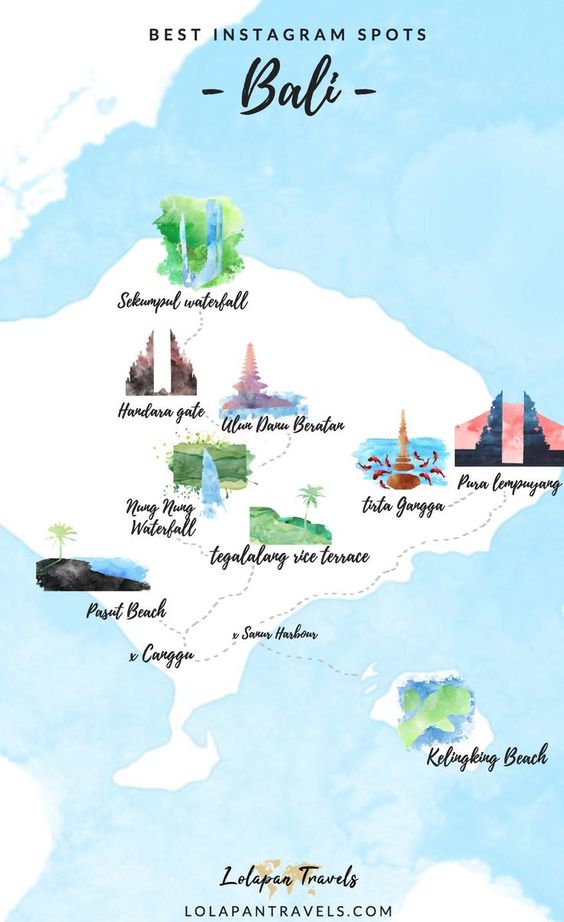 BEST INSTAGRAM SPOTS
- Bali -
Sekumpul waterfall
Handara gate
Ulun Danu Beratan
Pura lempuyang
tirta Gangga
Nung Nung
Waterfall
tegalalang rice terrace
Pasut Beach
x Sanur Harbour
x Canggu
Kelingking Beach
Lolapan Travels
LOLAPANTRAVELS.COM